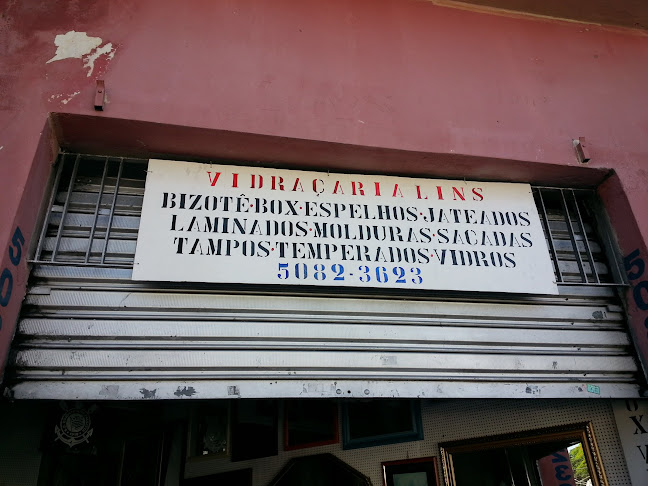 VIDRAÇARIA LINS
BIZOTÊ·BOX·ESPELHOS·JATEADOS
LAMINADOS·MOLDURAS·SACADAS
TAMPOS·TEMPERADOS·VIDROS
5082-3623